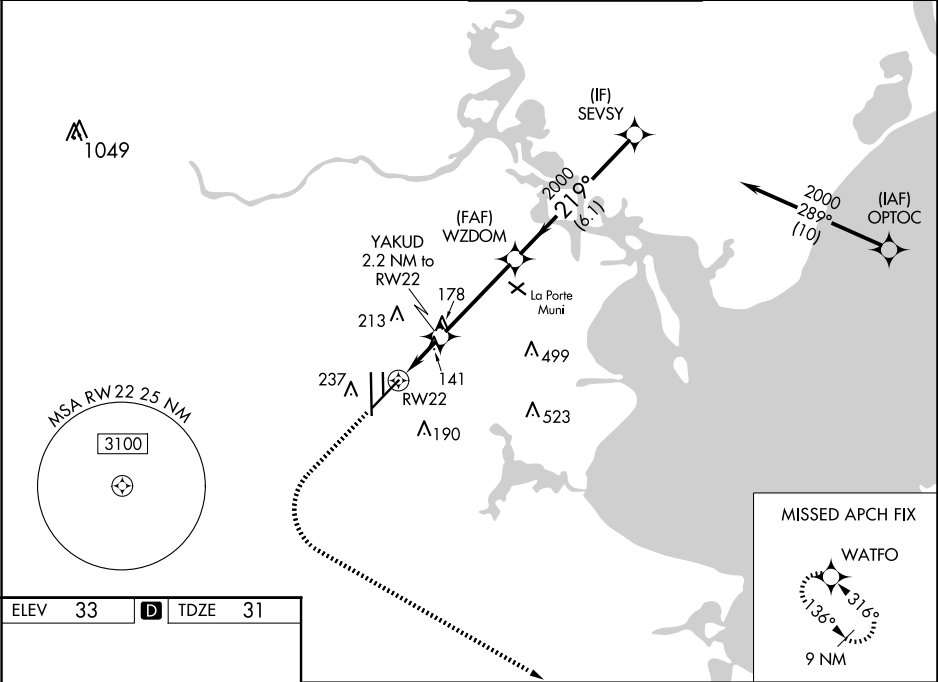 1049
(IF)
SEVSY
2000
219°
(6.1)
2000
289°
(10)
(IAF)
OPTOC
(FAF)
WZDOM
YAKUD
2.2 NM to
RW22
178
213
La Porte
Muni
499
141
237
RW22
523
190
MSA RW22 25 NM
3100
MISSED APCH FIX
WATFO
316°
136°
9 NM
ELEV 33 D TDZE 31